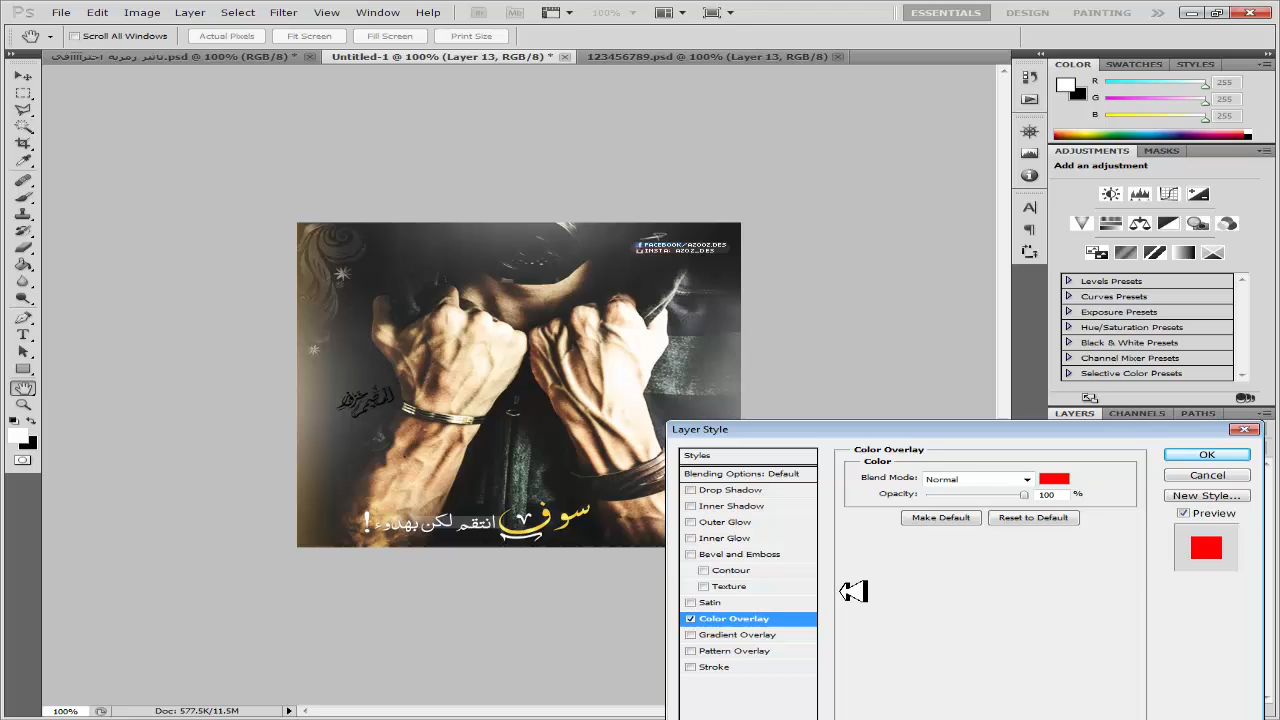 Ps File Edit Image Layer Select Filter View Window Help Br Mb 100% ESSENTIALS DESIGN PAINTING
Scroll All Windows Actual Pixels Fit Screen Fill Screen Print Size
Untitled-1 @ 100% (Layer 13, RGB/8) * 123456789.psd @ 100% (Layer 13, RGB/8)
COLOR SWATCHES STYLES
R 255
G 255
B 255
ADJUSTMENTS MASKS
Add an adjustment
Levels Presets
Curves Presets
Exposure Presets
Hue/Saturation Presets
Black & White Presets
Channel Mixer Presets
Selective Color Presets
LAYERS CHANNELS PATHS
FACEBOOK/AZOOZ.DES
INSTA: AZOZ_DES
سوف انتقم لكن بهدوء !
Layer Style
Styles
Blending Options: Default
Drop Shadow
Inner Shadow
Outer Glow
Inner Glow
Bevel and Emboss
Contour
Texture
Satin
Color Overlay
Gradient Overlay
Pattern Overlay
Stroke
Color Overlay
Color
Blend Mode: Normal
Opacity: 100 %
Make Default Reset to Default
OK
Cancel
New Style...
Preview
100% Doc: 577.5K/11.5M